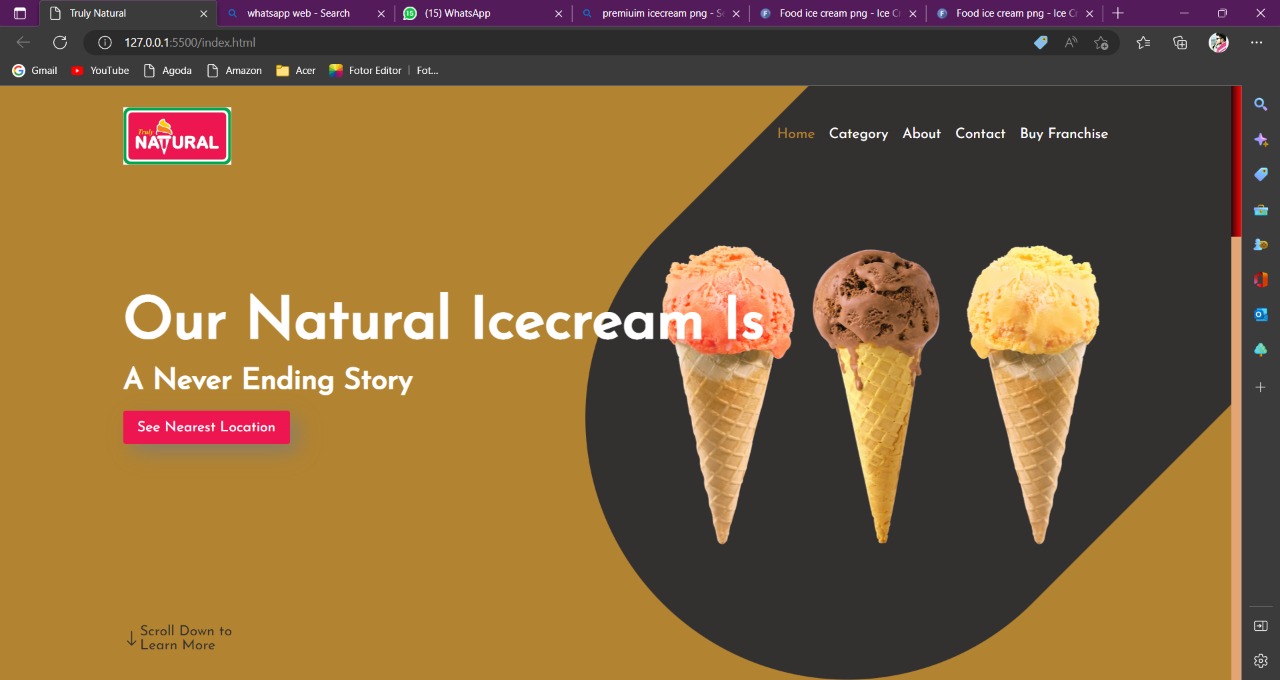 Truly Natural
whatsapp web - Search
(15) WhatsApp
premiuim icecream png - Se
Food ice cream png - Ice Cr
Food ice cream png - Ice Cr
127.0.0.1:5500/index.html
Gmail
YouTube
Agoda
Amazon
Acer
Fotor Editor | Fot...
Truly
NATURAL
Home
Category
About
Contact
Buy Franchise
Our Natural Icecream Is
A Never Ending Story
See Nearest Location
Scroll Down to
Learn More